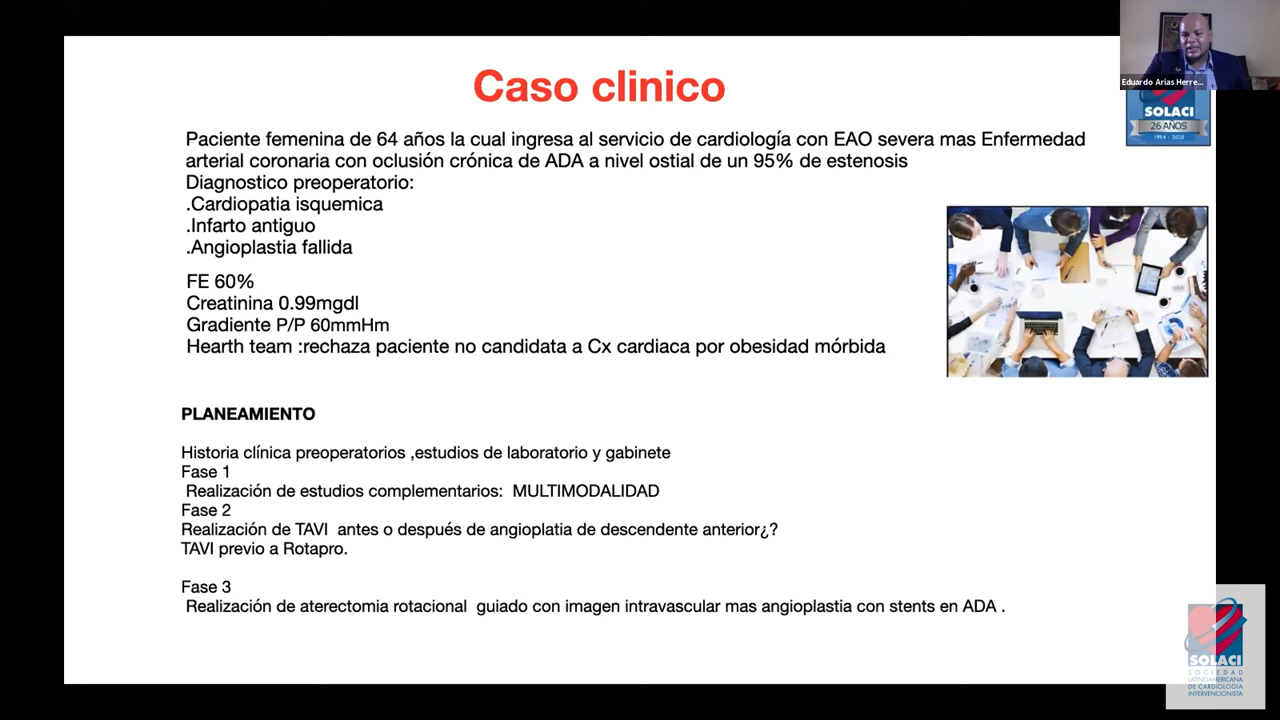 Caso clinico
Eduardo Arias Herre...
SOLACI
26 AÑOS
1994 - 2020
Paciente femenina de 64 años la cual ingresa al servicio de cardiología con EAO severa mas Enfermedad
arterial coronaria con oclusión crónica de ADA a nivel ostial de un 95% de estenosis
Diagnostico preoperatorio:
.Cardiopatia isquemica
.Infarto antiguo
.Angioplastia fallida
FE 60%
Creatinina 0.99mgdl
Gradiente P/P 60mmHm
Hearth team :rechaza paciente no candidata a Cx cardiaca por obesidad mórbida
PLANEAMIENTO
Historia clínica preoperatorios ,estudios de laboratorio y gabinete
Fase 1
Realización de estudios complementarios: MULTIMODALIDAD
Fase 2
Realización de TAVI antes o después de angioplatia de descendente anterior¿?
TAVI previo a Rotapro.
Fase 3
Realización de aterectomia rotacional guiado con imagen intravascular mas angioplastia con stents en ADA .
SOLACI
SOCIEDAD
LATINOAMERICANA
DE CARDIOLOGÍA
INTERVENCIONISTA